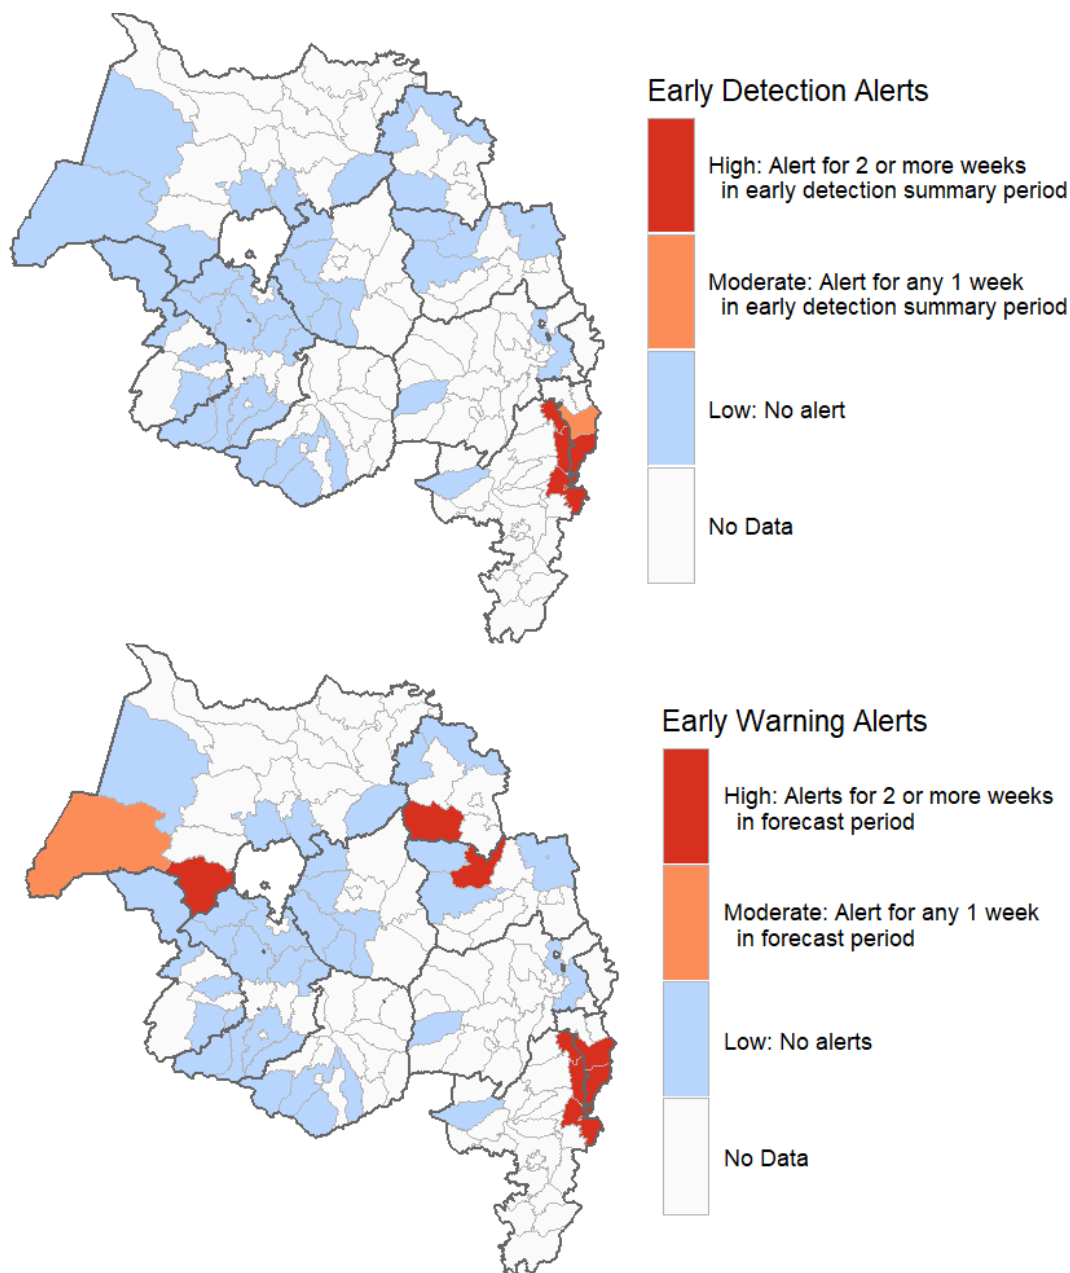 Early Detection Alerts
High: Alert for 2 or more weeks
in early detection summary period
Moderate: Alert for any 1 week
in early detection summary period
Low: No alert
No Data
Early Warning Alerts
High: Alerts for 2 or more weeks
in forecast period
Moderate: Alert for any 1 week
in forecast period
Low: No alerts
No Data